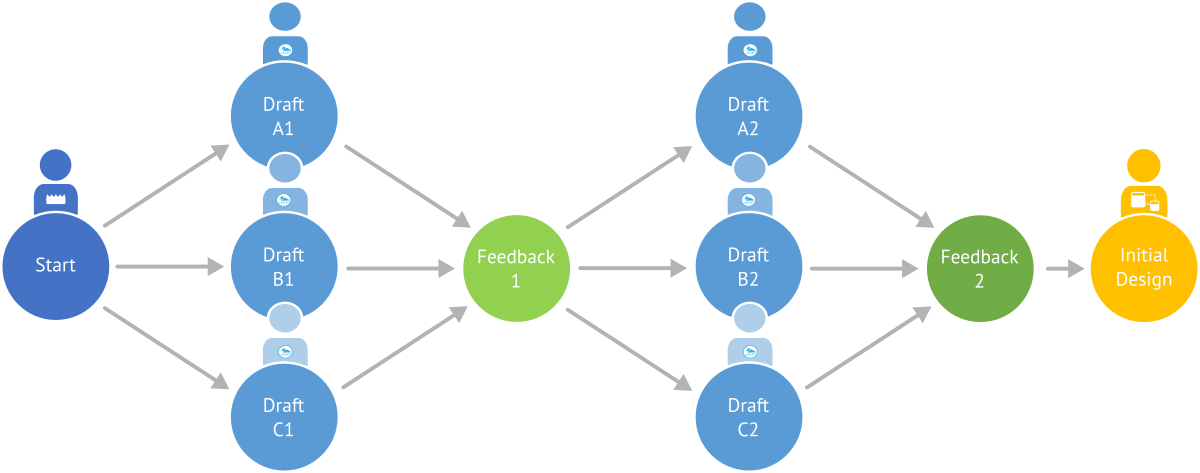 Start
Draft
A1
Draft
B1
Draft
C1
Feedback
1
Draft
A2
Draft
B2
Draft
C2
Feedback
2
Initial
Design